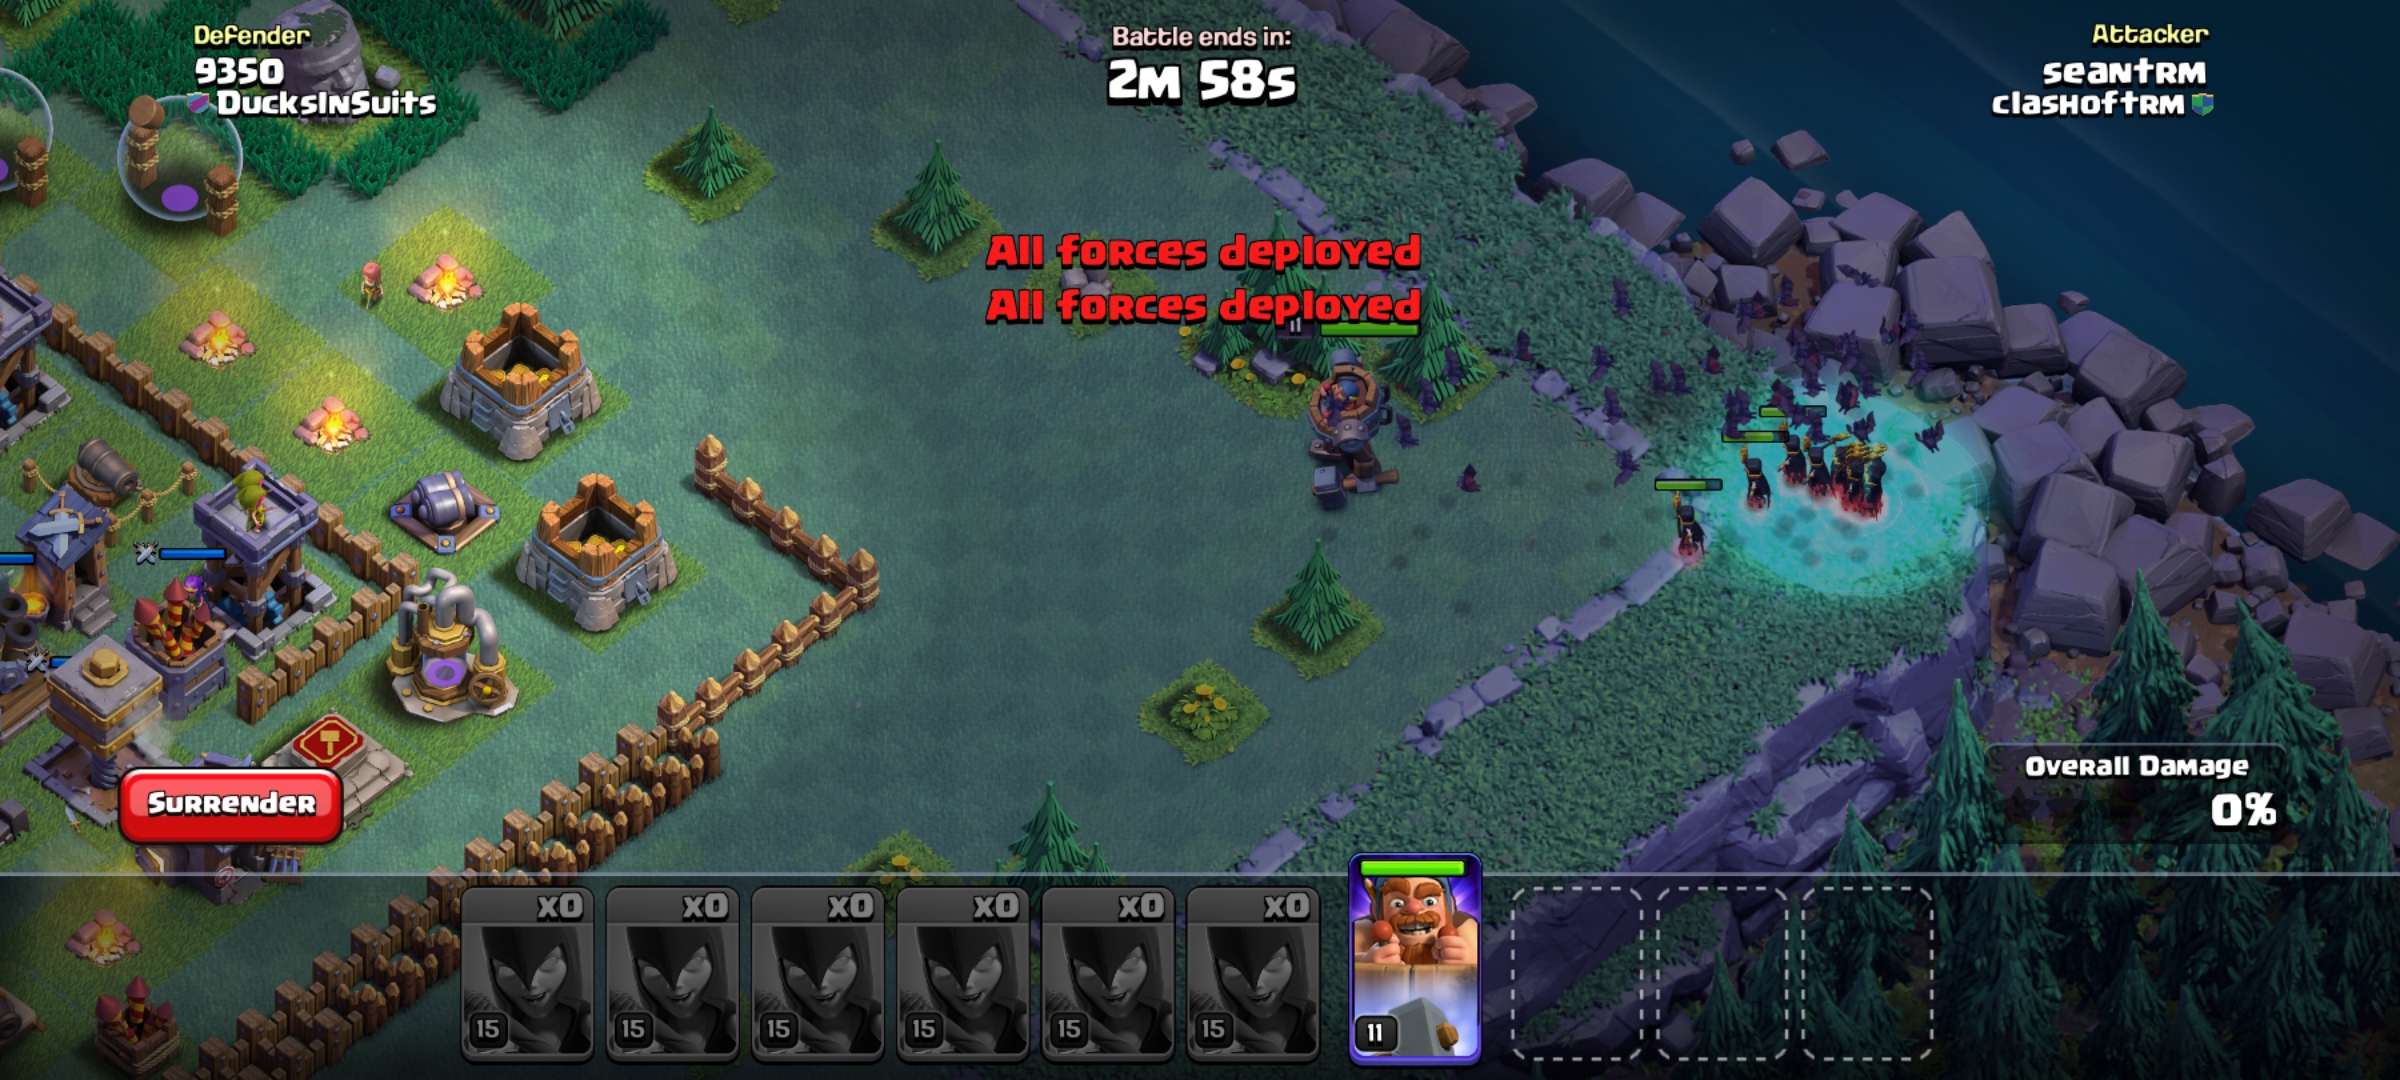 Defender
9350
DucksInSuits
Battle ends in:
2M 58s
Attacker
seantRM
clashoftRM
All forces deployed
All forces deployed
11
Surrender
Overall Damage
0%
x0 x0 x0 x0 x0 x0
15 15 15 15 15 15 11